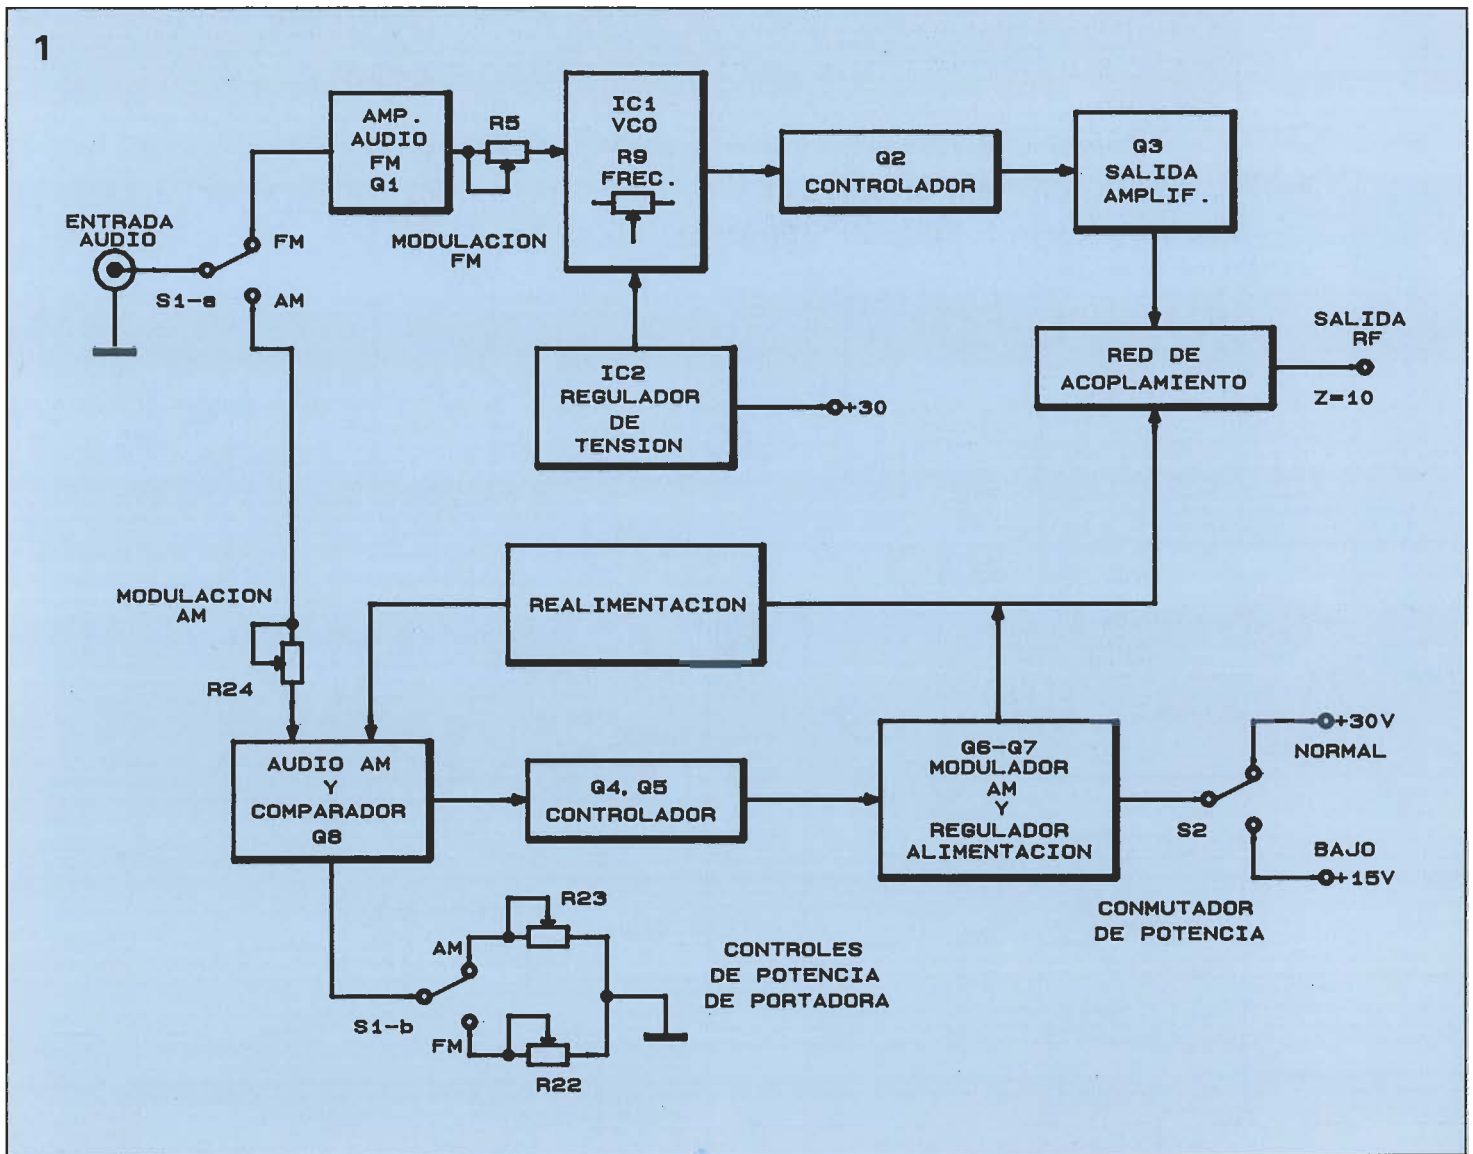 1
AMP.
AUDIO
FM
Q1
R5
MODULACION
FM
IC1
VCO
R9
FREC.
Q2
CONTROLADOR
Q3
SALIDA
AMPLIF.
ENTRADA
AUDIO
FM
S1-a
AM
IC2
REGULADOR
DE
TENSION
+30
RED DE
ACOPLAMIENTO
SALIDA
RF
Z=10
MODULACION
AM
R24
REALIMENTACION
AUDIO AM
Y
COMPARADOR
Q8
Q4, Q5
CONTROLADOR
Q6-Q7
MODULADOR
AM
Y
REGULADOR
ALIMENTACION
+30V
NORMAL
S2
BAJO
+15V
CONMUTADOR
DE POTENCIA
R23
AM
S1-b
FM
R22
CONTROLES
DE POTENCIA
DE PORTADORA